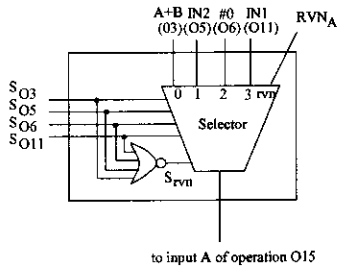 A+B IN2 #0 IN1 RVN_A
(03) (O5) (O6) (O11)
S_O3
S_O5
S_O6
S_O11
0 1 2 3 rvn
Selector
S_rvn
to input A of operation O15